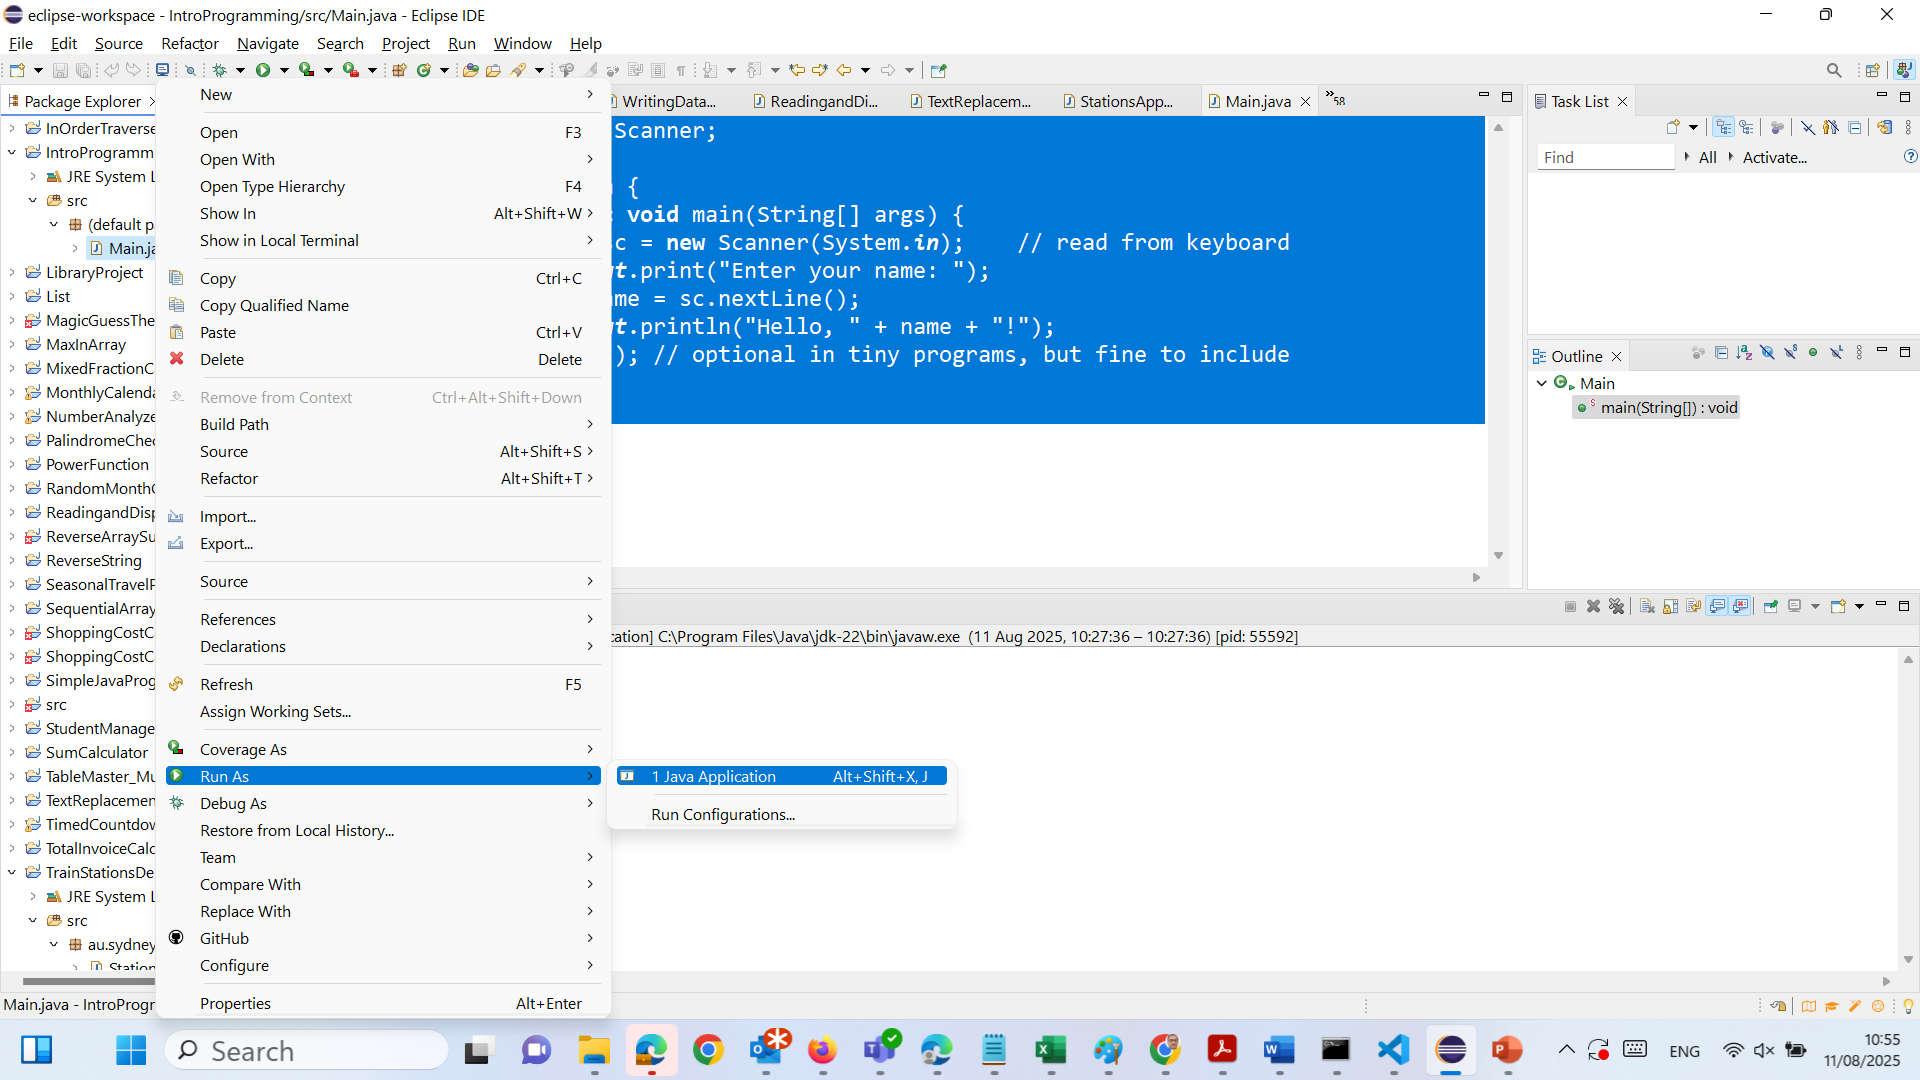 eclipse-workspace - IntroProgramming/src/Main.java - Eclipse IDE
File Edit Source Refactor Navigate Search Project Run Window Help
Package Explorer
InOrderTraverse
IntroProgramm
JRE System L
src
(default p
Main.ja
LibraryProject
List
MagicGuessThe
MaxInArray
MixedFractionC
MonthlyCalenda
NumberAnalyze
PalindromeChec
PowerFunction
RandomMonthC
ReadingandDisp
ReverseArraySu
ReverseString
SeasonalTravelP
SequentialArray
ShoppingCostC
ShoppingCostC
SimpleJavaProg
src
StudentManage
SumCalculator
TableMaster_Mu
TextReplacemen
TimedCountdow
TotalInvoiceCalc
TrainStationsDe
JRE System L
src
au.sydney
Station
New
Open F3
Open With
Open Type Hierarchy F4
Show In Alt+Shift+W
Show in Local Terminal
Copy Ctrl+C
Copy Qualified Name
Paste Ctrl+V
Delete Delete
Remove from Context Ctrl+Alt+Shift+Down
Build Path
Source Alt+Shift+S
Refactor Alt+Shift+T
Import...
Export...
Source
References
Declarations
Refresh F5
Assign Working Sets...
Coverage As
Run As
Debug As
Restore from Local History...
Team
Compare With
Replace With
GitHub
Configure
Properties Alt+Enter
1 Java Application Alt+Shift+X, J
Run Configurations...
WritingData... ReadingandDi... TextReplacem... StationsApp... Main.java 58
Scanner;
{
void main(String[] args) {
sc = new Scanner(System.in); // read from keyboard
ut.print("Enter your name: ");
me = sc.nextLine();
ut.println("Hello, " + name + "!");
); // optional in tiny programs, but fine to include
cation] C:\Program Files\Java\jdk-22\bin\javaw.exe (11 Aug 2025, 10:27:36 – 10:27:36) [pid: 55592]
Task List
Find All Activate...
Outline
Main
main(String[]) : void
Main.java - IntroProgr
Search
ENG
10:55
11/08/2025